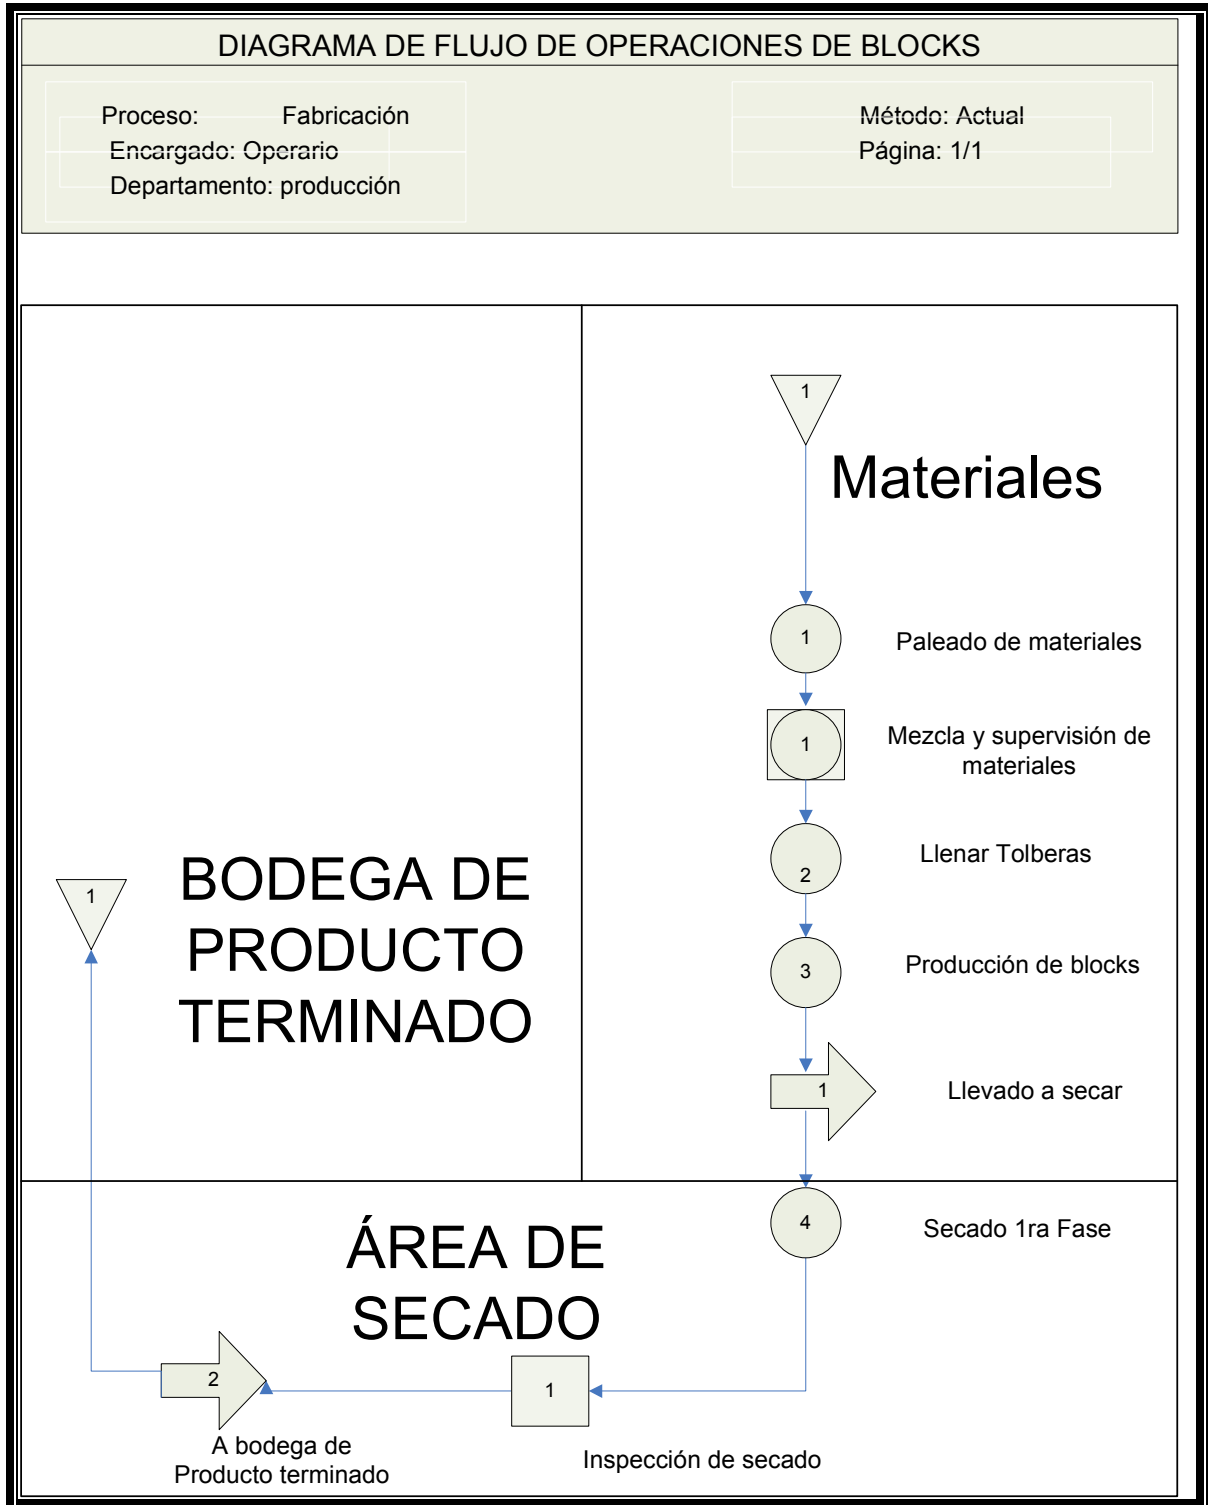 DIAGRAMA DE FLUJO DE OPERACIONES DE BLOCKS
Proceso: Fabricación
Encargado: Operario
Departamento: producción
Método: Actual
Página: 1/1
1
Materiales
1
Paleado de materiales
1
Mezcla y supervisión de
materiales
2
Llenar Tolberas
3
Producción de blocks
1
Llevado a secar
4
Secado 1ra Fase
ÁREA DE
SECADO
1
Inspección de secado
2
A bodega de
Producto terminado
1
BODEGA DE
PRODUCTO
TERMINADO